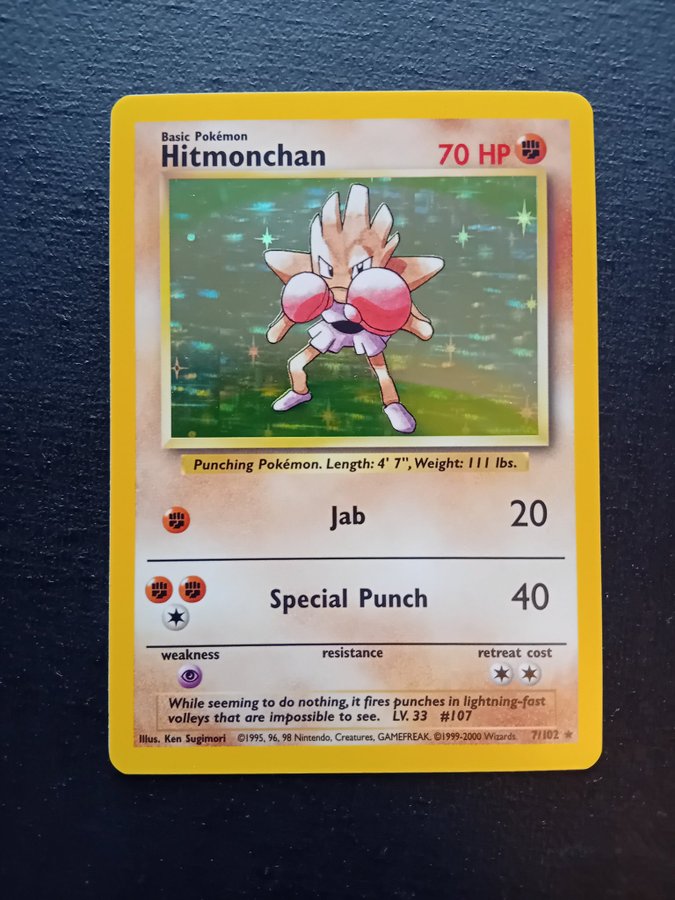 Basic Pokémon
Hitmonchan 70 HP
Punching Pokémon. Length: 4' 7", Weight: 111 lbs.
Jab 20
Special Punch 40
weakness resistance retreat cost
While seeming to do nothing, it fires punches in lightning-fast
volleys that are impossible to see. LV. 33 #107
Illus. Ken Sugimori ©1995, 96, 98 Nintendo, Creatures, GAMEFREAK. ©1999-2000 Wizards. 7/102 ★